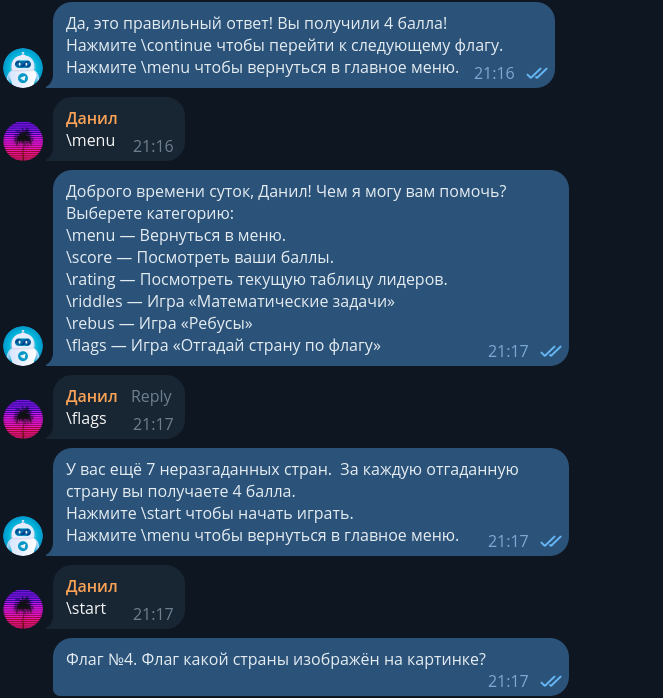 Да, это правильный ответ! Вы получили 4 балла!
Нажмите \continue чтобы перейти к следующему флагу.
Нажмите \menu чтобы вернуться в главное меню. 21:16
Данил
\menu 21:16
Доброго времени суток, Данил! Чем я могу вам помочь?
Выберете категорию:
\menu — Вернуться в меню.
\score — Посмотреть ваши баллы.
\rating — Посмотреть текущую таблицу лидеров.
\riddles — Игра «Математические задачи»
\rebus — Игра «Ребусы»
\flags — Игра «Отгадай страну по флагу»
21:17
Данил Reply
\flags 21:17
У вас ещё 7 неразгаданных стран. За каждую отгаданную
страну вы получаете 4 балла.
Нажмите \start чтобы начать играть.
Нажмите \menu чтобы вернуться в главное меню. 21:17
Данил
\start 21:17
Флаг №4. Флаг какой страны изображён на картинке?
21:17